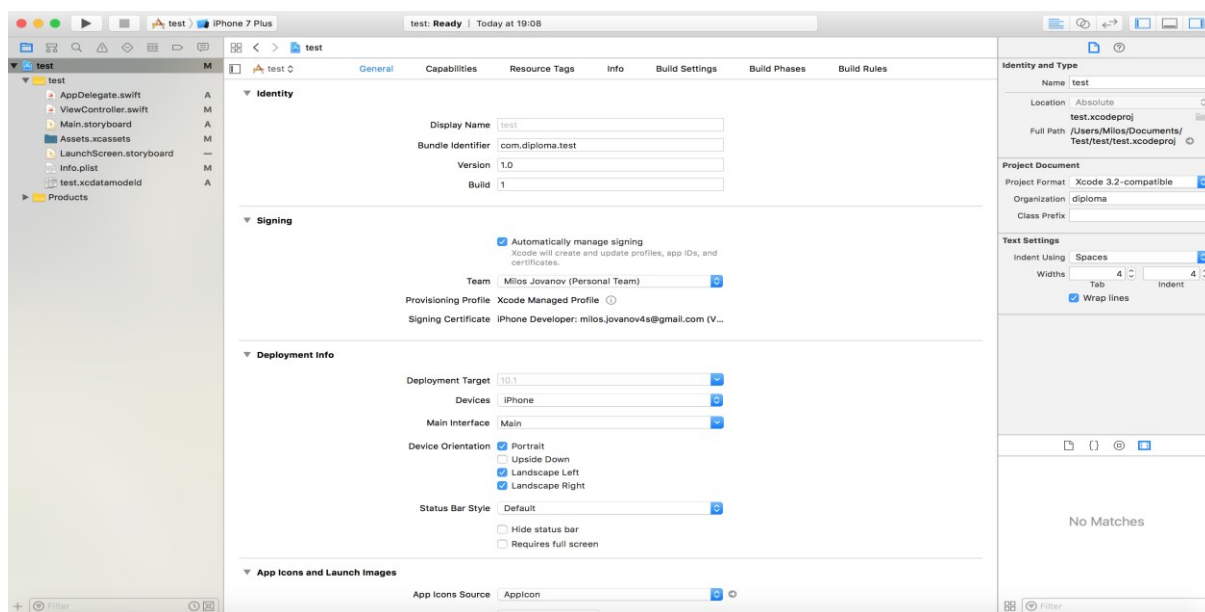 test
iPhone 7 Plus
test: Ready | Today at 19:08
test M
test
AppDelegate.swift A
ViewController.swift M
Main.storyboard A
Assets.xcassets M
LaunchScreen.storyboard —
Info.plist M
test.xcdatamodeld A
Products
Filter
test
test
General Capabilities Resource Tags Info Build Settings Build Phases Build Rules
Identity
Display Name test
Bundle Identifier com.diploma.test
Version 1.0
Build 1
Signing
Automatically manage signing
Xcode will create and update profiles, app IDs, and
certificates.
Team Milos Jovanov (Personal Team)
Provisioning Profile Xcode Managed Profile
Signing Certificate iPhone Developer: milos.jovanov4s@gmail.com (V...
Deployment Info
Deployment Target 10.1
Devices iPhone
Main Interface Main
Device Orientation Portrait
Upside Down
Landscape Left
Landscape Right
Status Bar Style Default
Hide status bar
Requires full screen
App Icons and Launch Images
App Icons Source AppIcon
Identity and Type
Name test
Location Absolute
test.xcodeproj
Full Path /Users/Milos/Documents/
Test/test/test.xcodeproj
Project Document
Project Format Xcode 3.2-compatible
Organization diploma
Class Prefix
Text Settings
Indent Using Spaces
Widths 4 4
Tab Indent
Wrap lines
No Matches
Filter